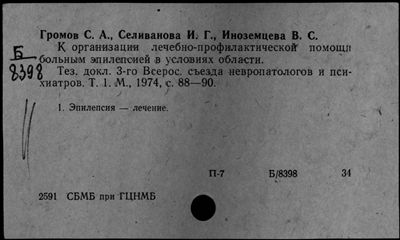 Громов С. А., Селиванова И. Г., Иноземцева В. С.
К организации лечебно-профилактической помощи
больным эпилепсией в условиях области.
Тез. докл. 3-го Всерос. съезда невропатологов и пси-
хиатров. Т. 1. М., 1974, с. 88—90.
Б
8398
1. Эпилепсия — лечение.
П-7 Б/8398 34
2591 СБМБ при ГЦНМБ